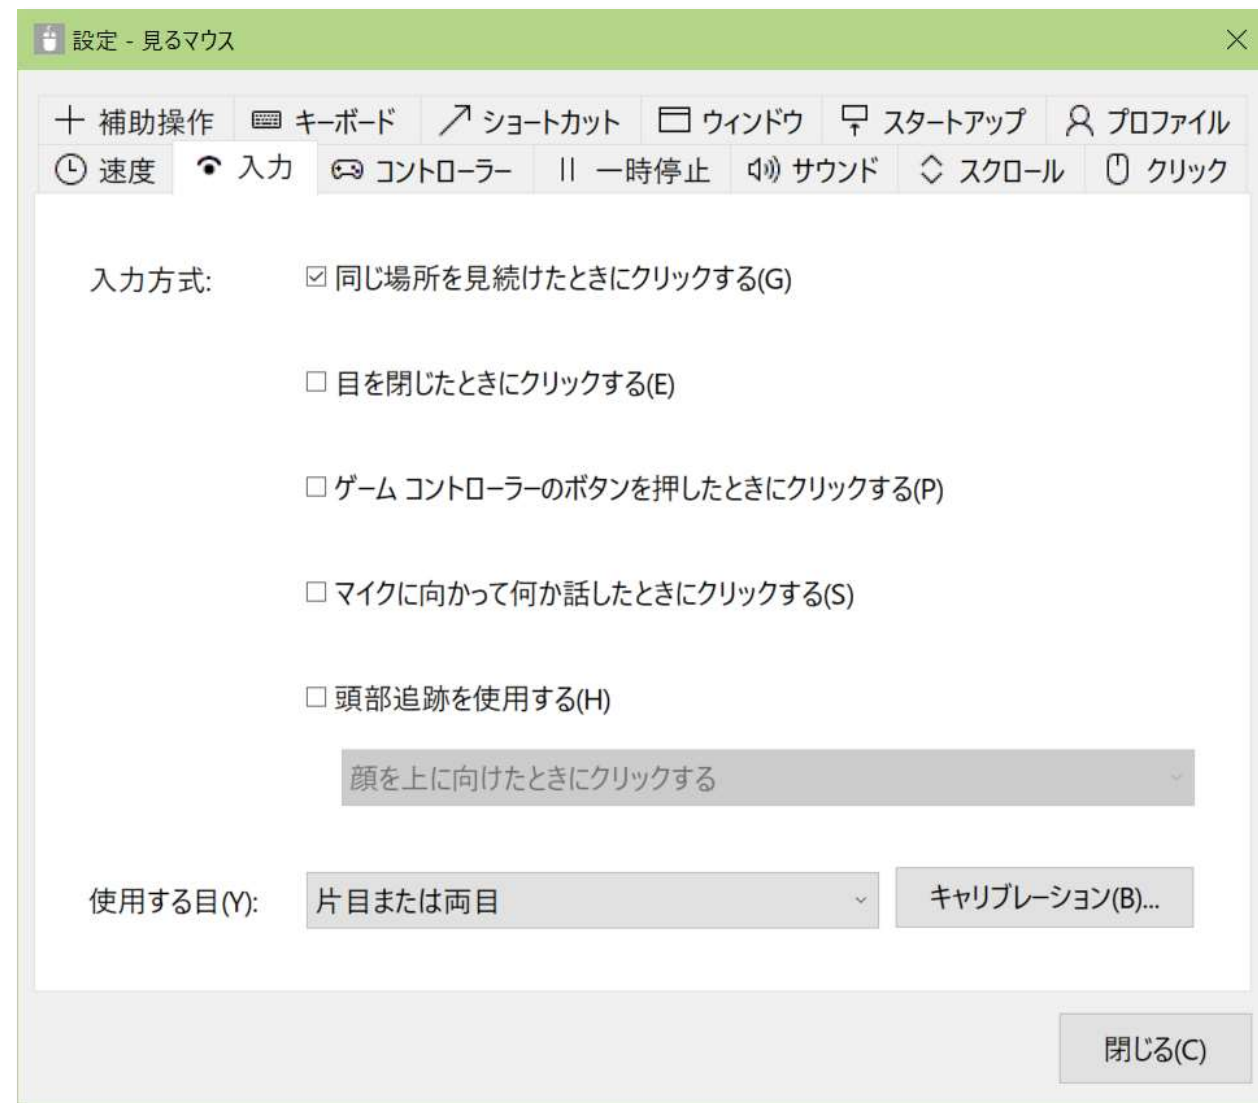 設定 - 見るマウス
補助操作 キーボード ショートカット ウィンドウ スタートアップ プロファイル
速度 入力 コントローラー 一時停止 サウンド スクロール クリック
入力方式: 同じ場所を見続けたときにクリックする(G)
目を閉じたときにクリックする(E)
ゲーム コントローラーのボタンを押したときにクリックする(P)
マイクに向かって何か話したときにクリックする(S)
頭部追跡を使用する(H)
顔を上に向けたときにクリックする
使用する目(Y): 片目または両目 キャリブレーション(B)...
閉じる(C)